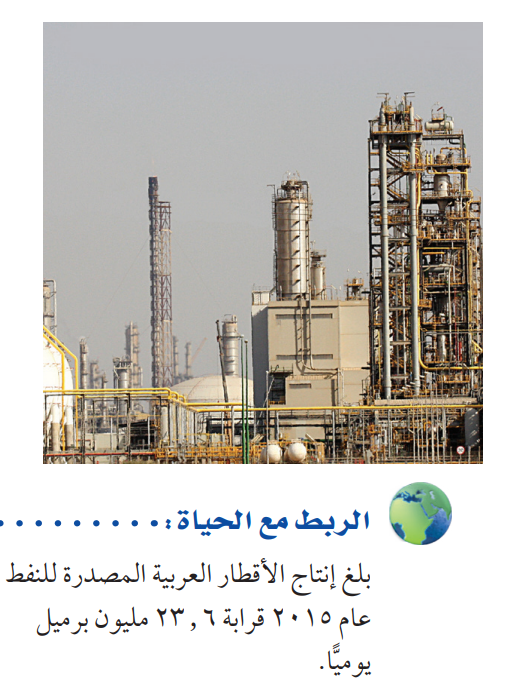 الربط مع الحياة :..........
بلغ إنتاج الأقطار العربية المصدرة للنفط
عام ٢٠١٥ قرابة ٢٣,٦ مليون برميل
يوميًّا.